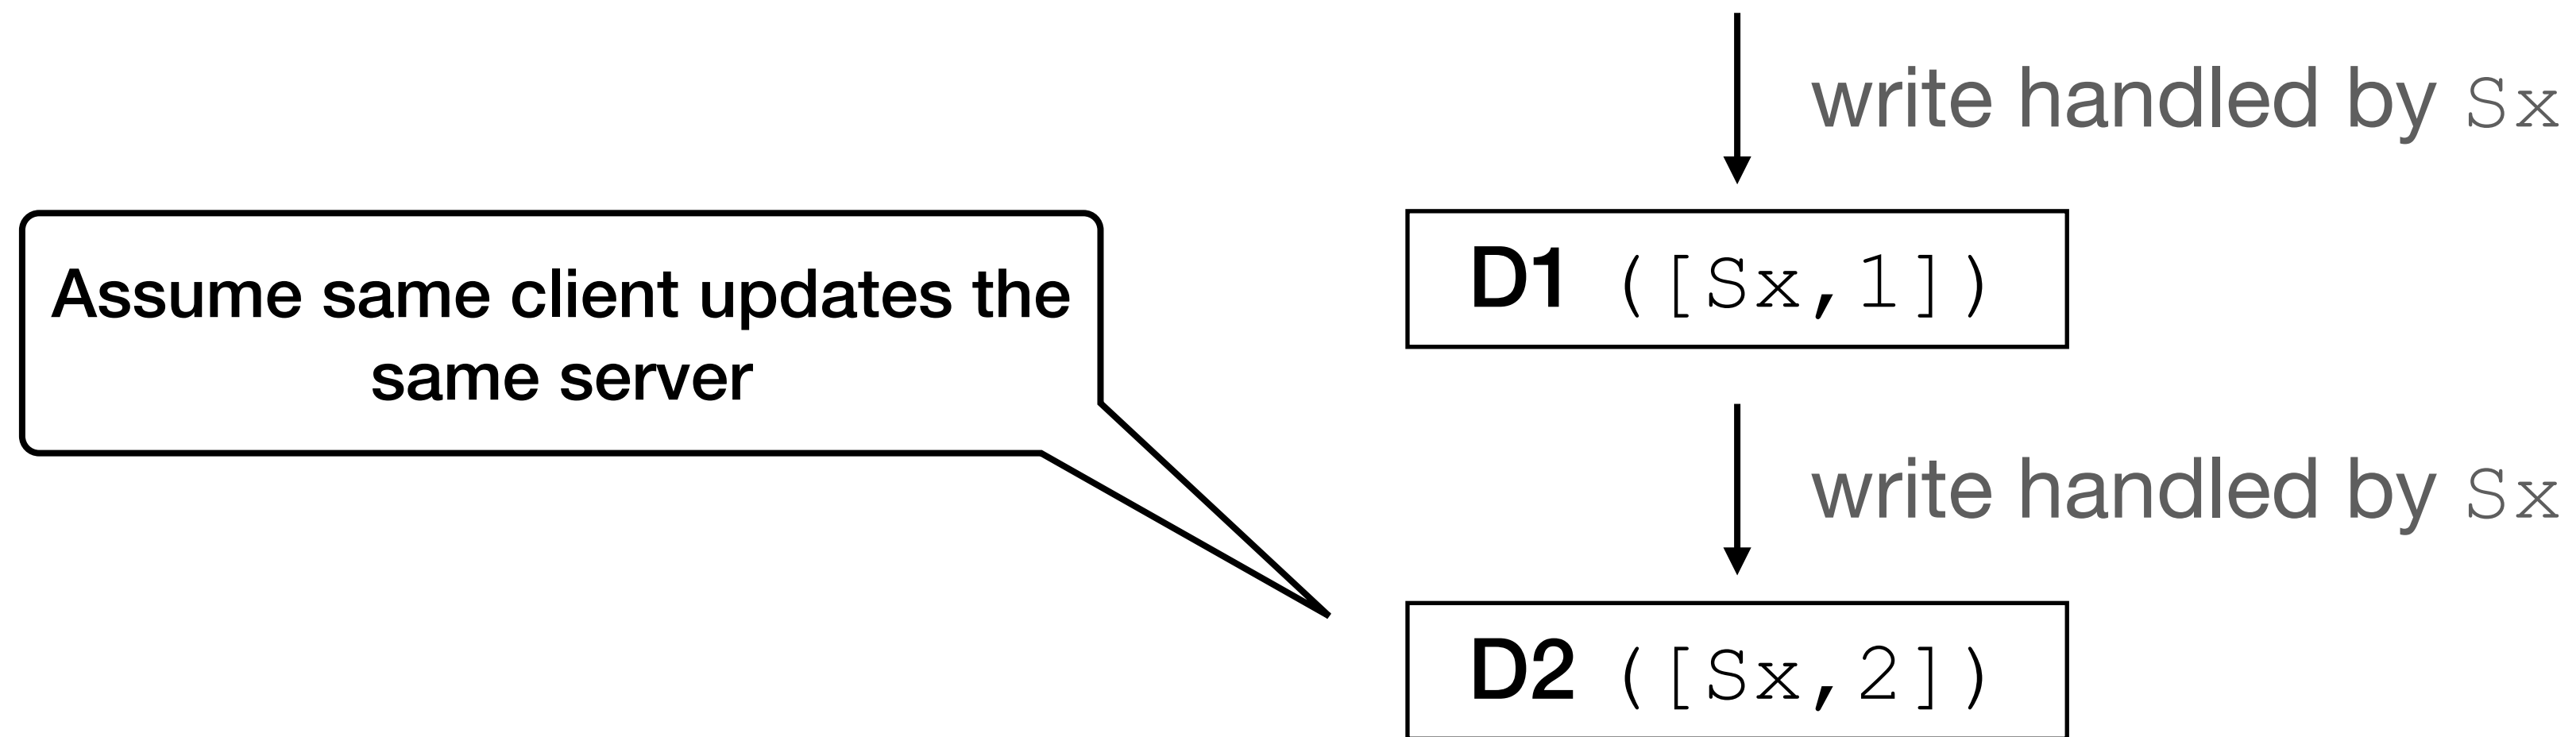 write handled by Sx
Assume same client updates the
same server
D1 ([Sx,1])
write handled by Sx
D2 ([Sx,2])